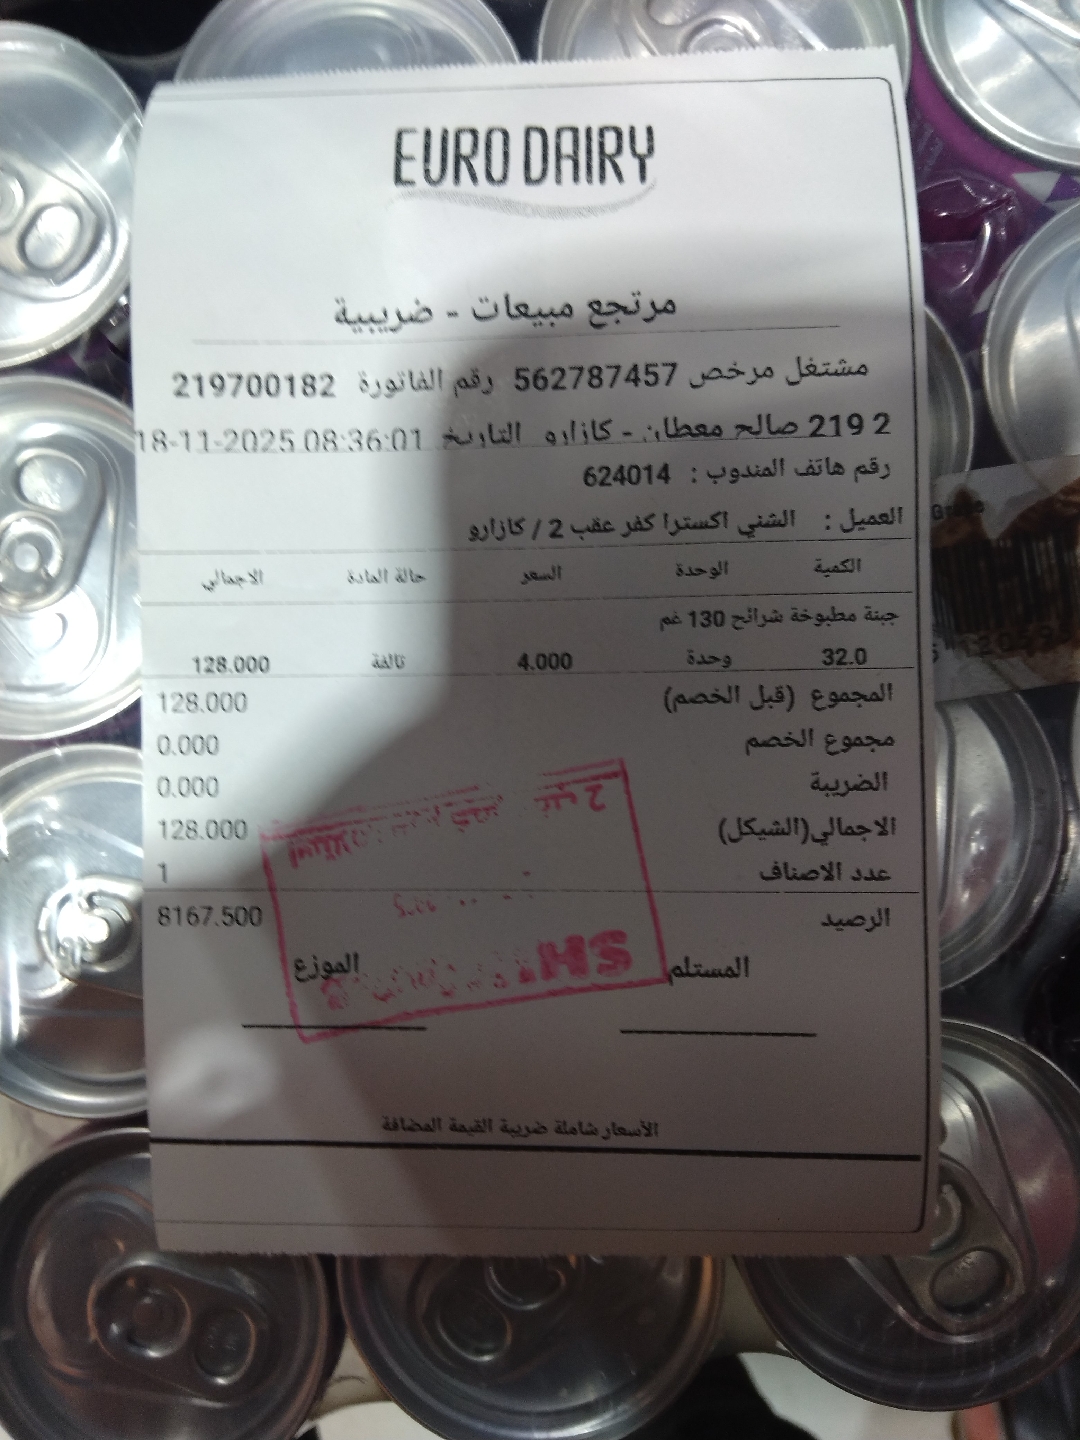 EURO DAIRY
مرتجع مبيعات - ضريبية
مشتغل مرخص 562787457 رقم الفاتورة 219700182
2 219 صالح معطان - كازارو التاريخ 18-11-2025 08:36:01
رقم هاتف المندوب : 624014
العميل : الشني اكسترا كفر عقب 2 / كازارو
الكمية الوحدة السعر حالة المادة الاجمالي
جبنة مطبوخة شرائح 130 غم
32.0 وحدة 4.000 تالفة 128.000
المجموع (قبل الخصم) 128.000
مجموع الخصم 0.000
الضريبة 0.000
الاجمالي(الشيكل) 128.000
عدد الاصناف 1
الرصيد 8167.500
المستلم الموزع
SH
الأسعار شاملة ضريبة القيمة المضافة